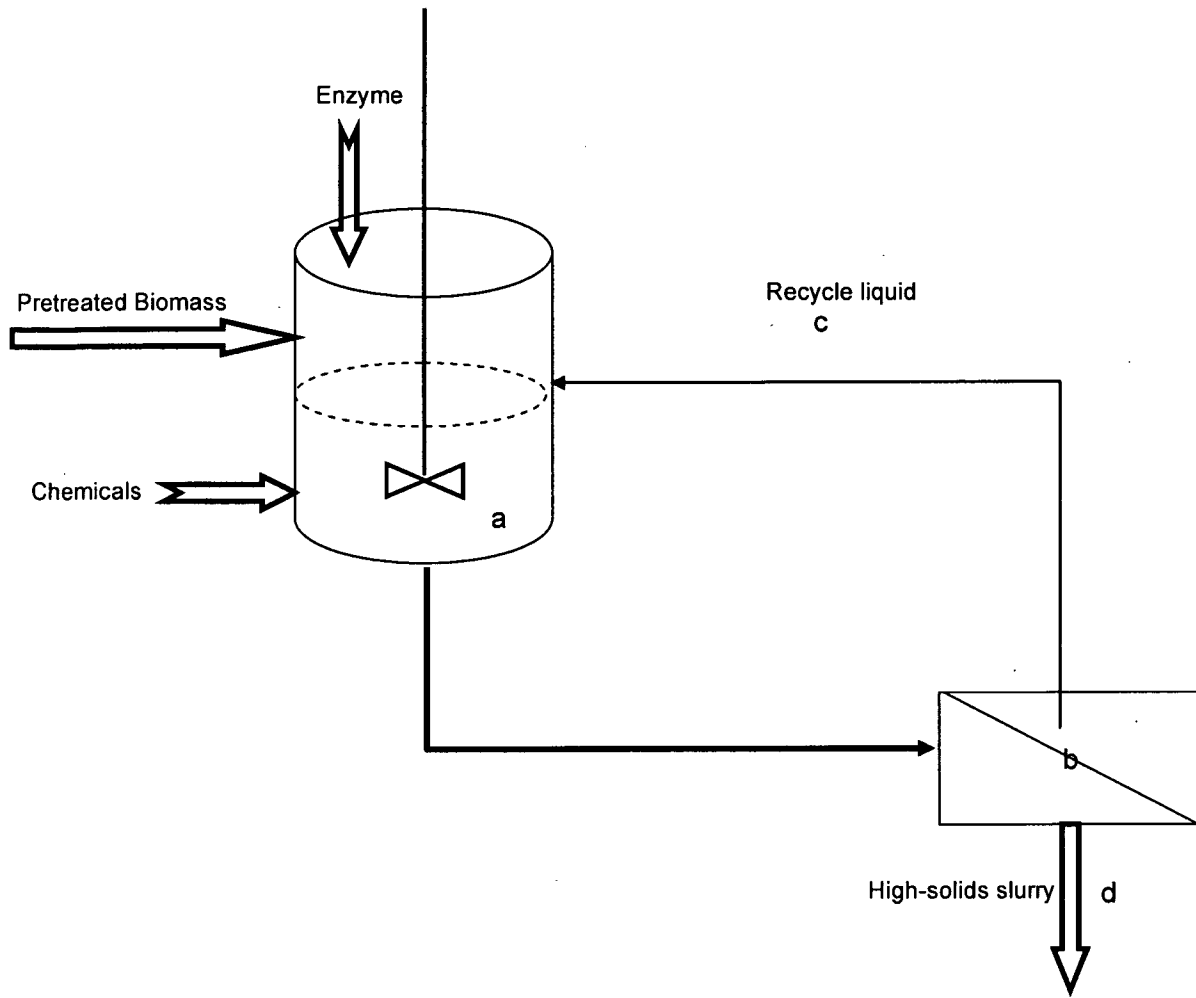 Enzyme
Pretreated Biomass
Recycle liquid
c
Chemicals
a
b
High-solids slurry
d